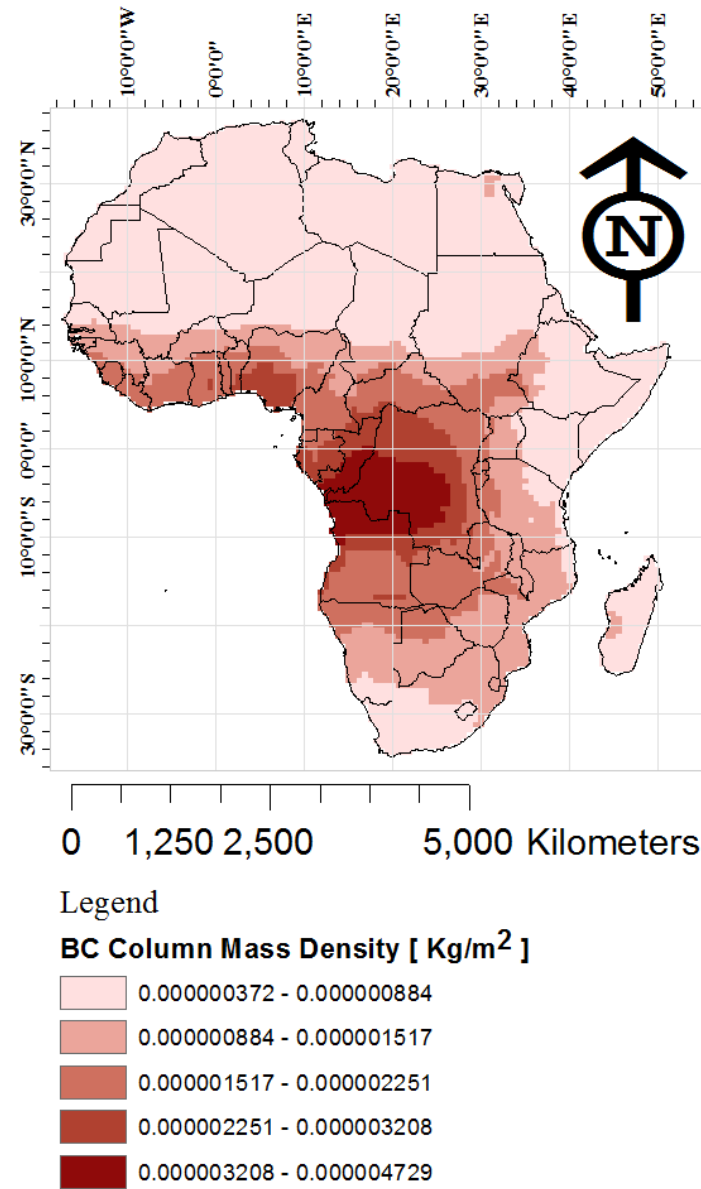 10°0'0"W 0°0'0" 10°0'0"E 20°0'0"E 30°0'0"E 40°0'0"E 50°0'0"E
30°0'0"N
N
10°0'0"N
0°0'0"
10°0'0"S
30°0'0"S
0 1,250 2,500 5,000 Kilometers
Legend
BC Column Mass Density [ Kg/m² ]
0.000000372 - 0.000000884
0.000000884 - 0.000001517
0.000001517 - 0.000002251
0.000002251 - 0.000003208
0.000003208 - 0.000004729